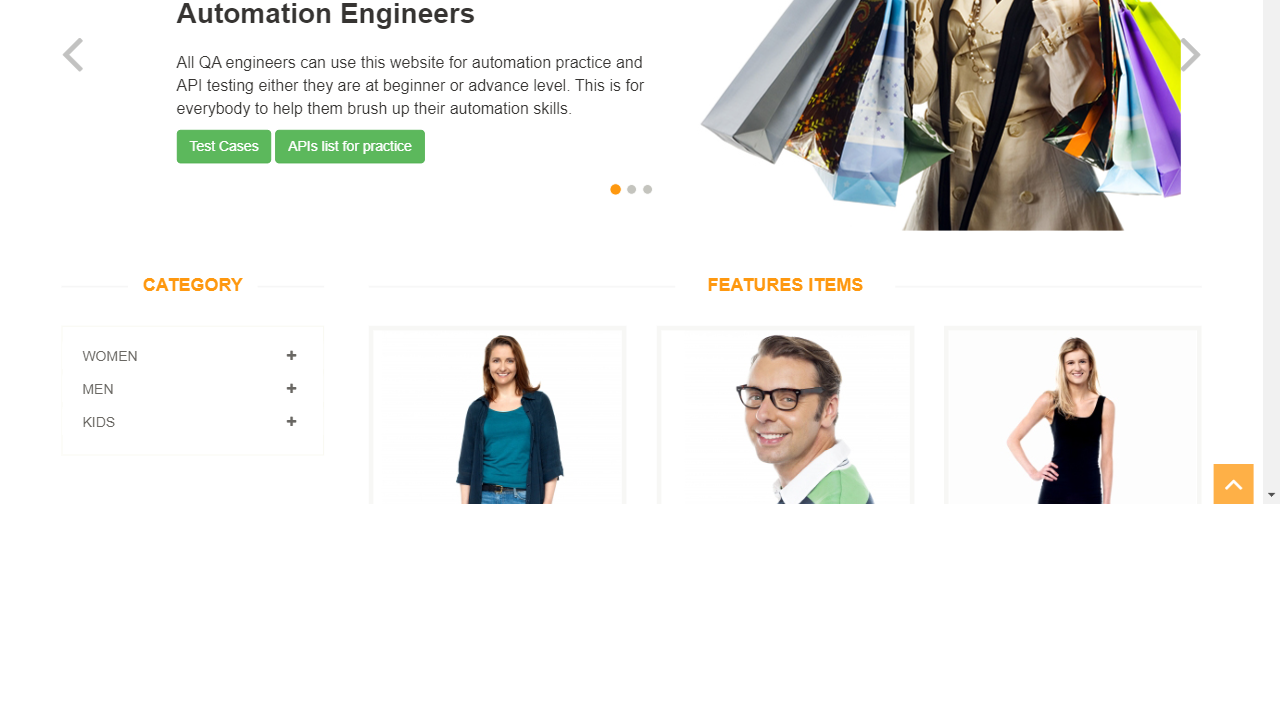 Automation Engineers
All QA engineers can use this website for automation practice and
API testing either they are at beginner or advance level. This is for
everybody to help them brush up their automation skills.
Test Cases
APIs list for practice
CATEGORY
WOMEN
MEN
KIDS
FEATURES ITEMS